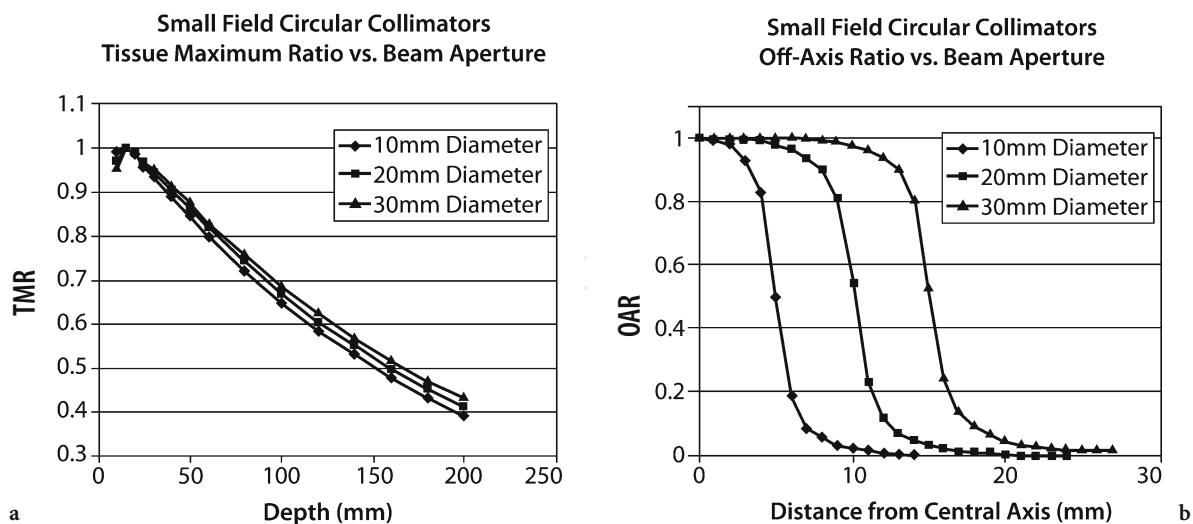 Small Field Circular Collimators
Tissue Maximum Ratio vs. Beam Aperture
1.1
1
0.9
0.8
0.7
0.6
0.5
0.4
0.3
TMR
10mm Diameter
20mm Diameter
30mm Diameter
0 50 100 150 200 250
Depth (mm)
a
Small Field Circular Collimators
Off-Axis Ratio vs. Beam Aperture
1
0.8
0.6
0.4
0.2
0
OAR
10mm Diameter
20mm Diameter
30mm Diameter
0 10 20 30
Distance from Central Axis (mm)
b